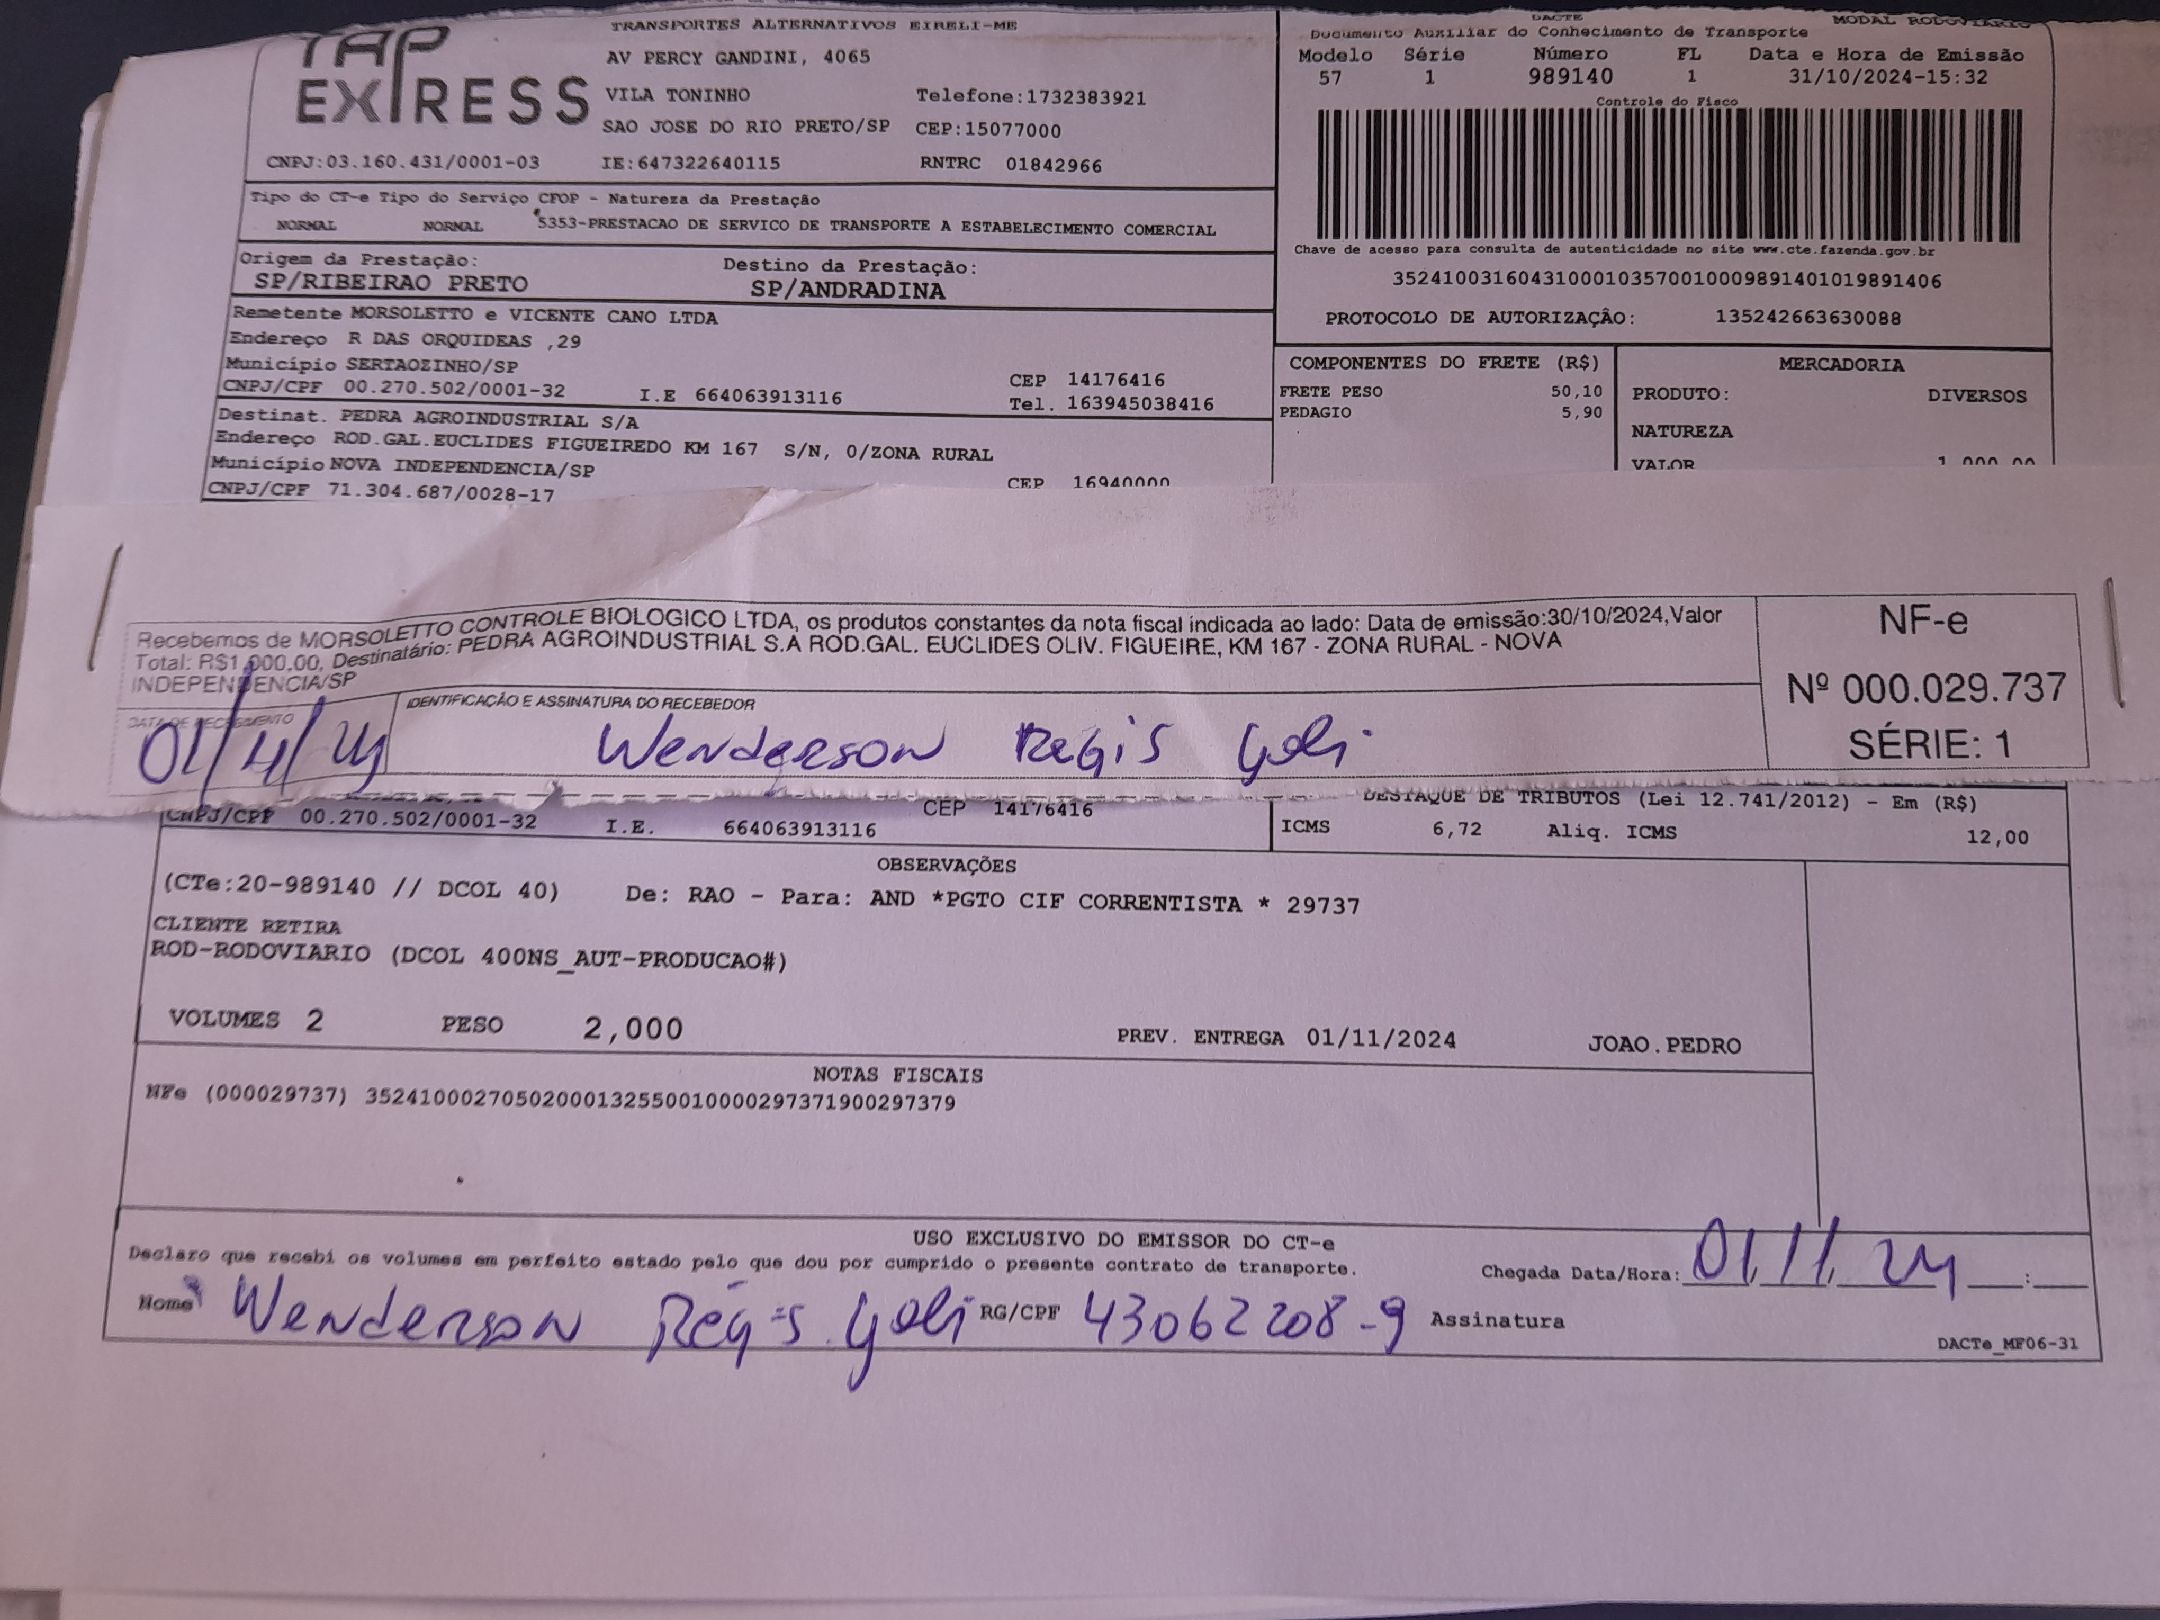 TRANSPORTES ALTERNATIVOS EIRELI-ME
TAP EXPRESS
AV PERCY GANDINI, 4065
VILA TONINHO Telefone:1732383921
SAO JOSE DO RIO PRETO/SP CEP:15077000
CNPJ:03.160.431/0001-03 IE:647322640115 RNTRC 01842966
Tipo do CT-e Tipo do Serviço CFOP - Natureza da Prestação
NORMAL NORMAL 5353-PRESTACAO DE SERVICO DE TRANSPORTE A ESTABELECIMENTO COMERCIAL
Origem da Prestação: Destino da Prestação:
SP/RIBEIRAO PRETO SP/ANDRADINA
Remetente MORSOLETTO e VICENTE CANO LTDA
Endereço R DAS ORQUIDEAS ,29
Município SERTAOZINHO/SP CEP 14176416
CNPJ/CPF 00.270.502/0001-32 I.E 664063913116 Tel. 163945038416
Destinat. PEDRA AGROINDUSTRIAL S/A
Endereço ROD.GAL.EUCLIDES FIGUEIREDO KM 167 S/N, 0/ZONA RURAL
Município NOVA INDEPENDENCIA/SP
CNPJ/CPF 71.304.687/0028-17 CEP 16940000
DACTE MODAL RODOVIARIO
Documento Auxiliar do Conhecimento de Transporte
Modelo Série Número FL Data e Hora de Emissão
57 1 989140 1 31/10/2024-15:32
Controle do Fisco
Chave de acesso para consulta de autenticidade no site www.cte.fazenda.gov.br
35241003160431000103570010009891401019891406
PROTOCOLO DE AUTORIZAÇÃO: 135242663630088
COMPONENTES DO FRETE (R$) MERCADORIA
FRETE PESO 50,10 PRODUTO: DIVERSOS
PEDAGIO 5,90
NATUREZA
VALOR 1.000,00
Recebemos de MORSOLETTO CONTROLE BIOLOGICO LTDA, os produtos constantes da nota fiscal indicada ao lado: Data de emissão:30/10/2024,Valor
Total: R$1.000.00, Destinatário: PEDRA AGROINDUSTRIAL S.A ROD.GAL. EUCLIDES OLIV. FIGUEIRE, KM 167 - ZONA RURAL - NOVA
INDEPENDENCIA/SP
DATA DE RECEBIMENTO IDENTIFICAÇÃO E ASSINATURA DO RECEBEDOR
01/11/24 Wenderson Regis
NF-e
Nº 000.029.737
SÉRIE: 1
CNPJ/CPF 00.270.502/0001-32 I.E. 664063913116 CEP 14176416
DESTAQUE DE TRIBUTOS (Lei 12.741/2012) - Em (R$)
ICMS 6,72 Aliq. ICMS 12,00
OBSERVAÇÕES
(CTe:20-989140 // DCOL 40) De: RAO - Para: AND *PGTO CIF CORRENTISTA * 29737
CLIENTE RETIRA
ROD-RODOVIARIO (DCOL 400NS_AUT-PRODUCAO#)
VOLUMES 2 PESO 2,000 PREV. ENTREGA 01/11/2024 JOAO.PEDRO
NOTAS FISCAIS
NFe (000029737) 35241000270502000132550010000297371900297379
USO EXCLUSIVO DO EMISSOR DO CT-e
Declaro que recebi os volumes em perfeito estado pelo que dou por cumprido o presente contrato de transporte. Chegada Data/Hora: 01/11/24 :
Nome Wenderson Régis RG/CPF 43062208-9 Assinatura
DACTe_MF06-31